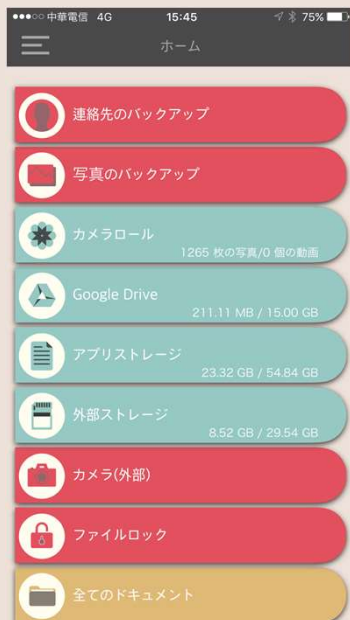 中華電信 4G 15:45 75%
ホーム
連絡先のバックアップ
写真のバックアップ
カメラロール
1265 枚の写真/0 個の動画
Google Drive
211.11 MB / 15.00 GB
アプリストレージ
23.32 GB / 54.84 GB
外部ストレージ
8.52 GB / 29.54 GB
カメラ(外部)
ファイルロック
全てのドキュメント